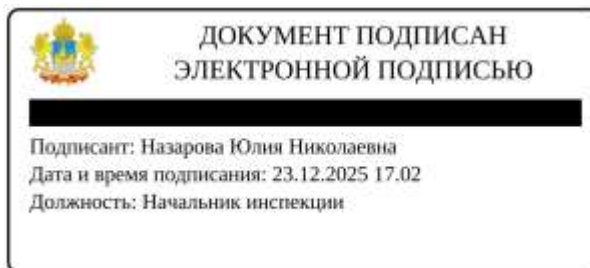 ДОКУМЕНТ ПОДПИСАН
ЭЛЕКТРОННОЙ ПОДПИСЬЮ
Подписант: Назарова Юлия Николаевна
Дата и время подписания: 23.12.2025 17.02
Должность: Начальник инспекции